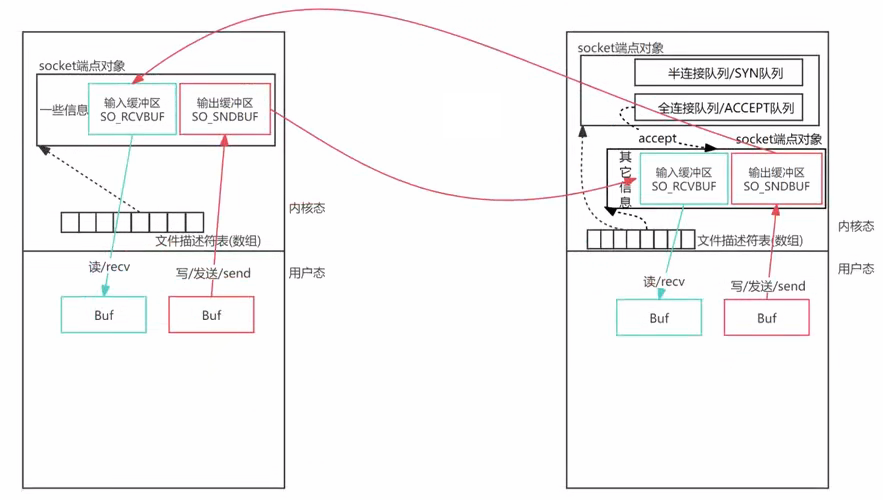 socket端点对象
一些信息
输入缓冲区
SO_RCVBUF
输出缓冲区
SO_SNDBUF
内核态
文件描述符表(数组)
读/recv
写/发送/send
用户态
Buf
Buf
socket端点对象
半连接队列/SYN队列
全连接队列/ACCEPT队列
accept
socket端点对象
其
它
信
息
输入缓冲区
SO_RCVBUF
输出缓冲区
SO_SNDBUF
内核态
文件描述符表(数组)
用户态
读/recv
写/发送/send
Buf
Buf